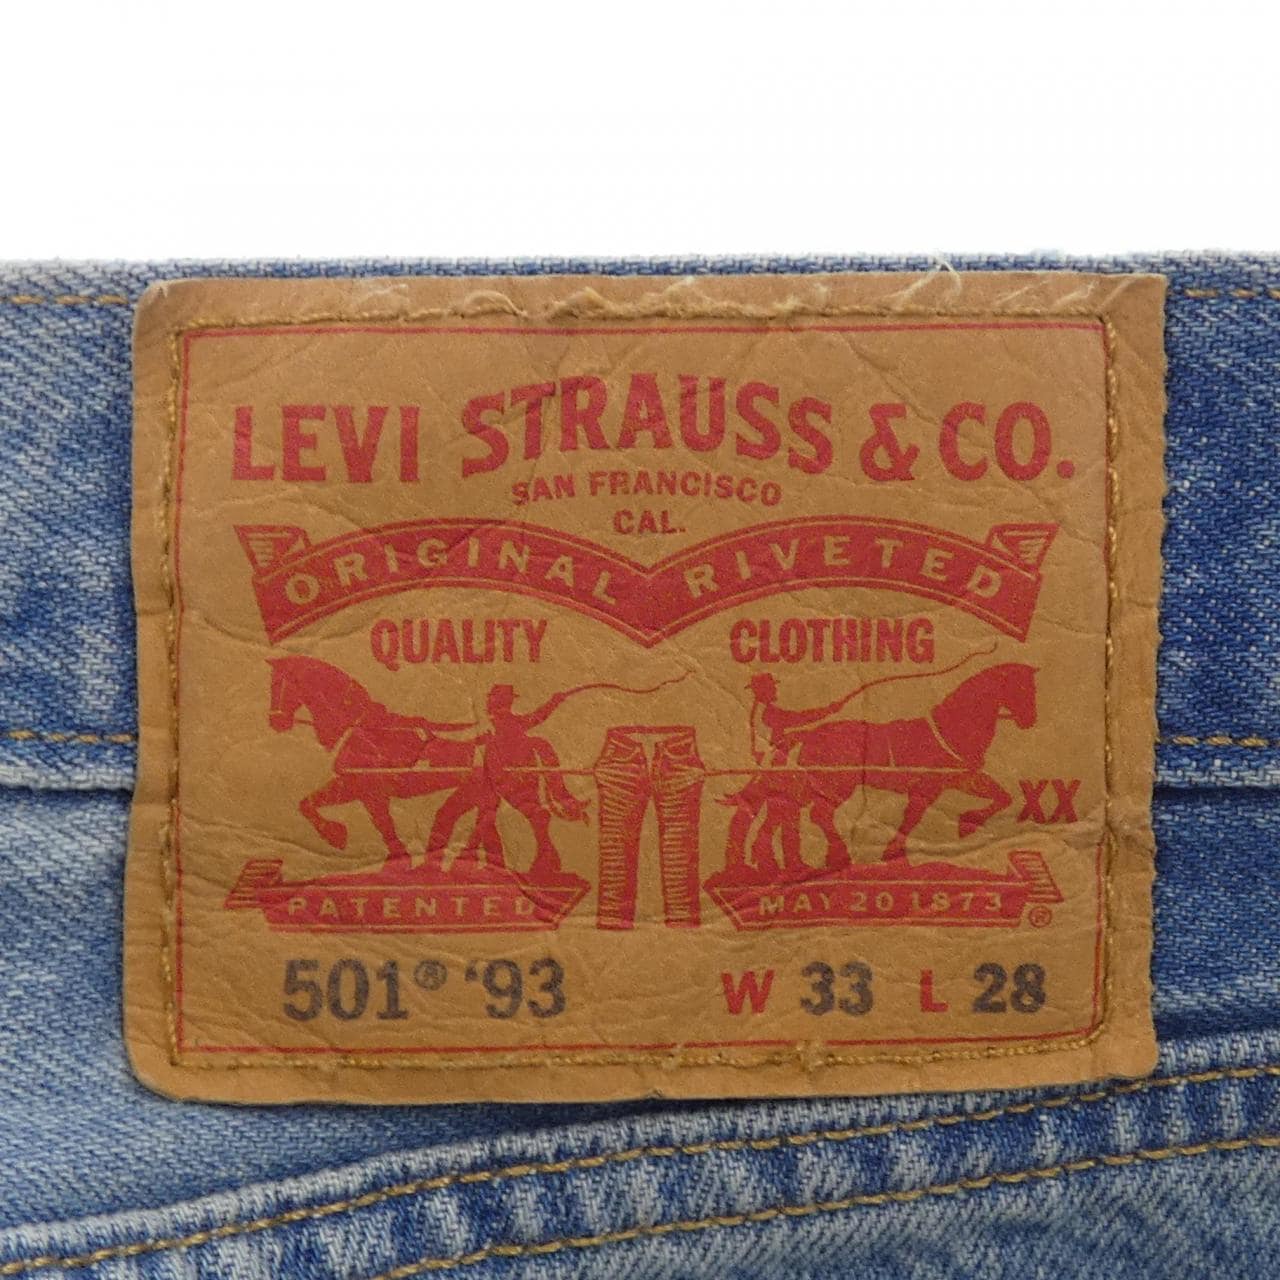 LEVI STRAUSS & CO.
SAN FRANCISCO
CAL.
ORIGINAL RIVETED
QUALITY CLOTHING
XX
PATENTED MAY 20 1873 ®
501® ‘93 W 33 L 28